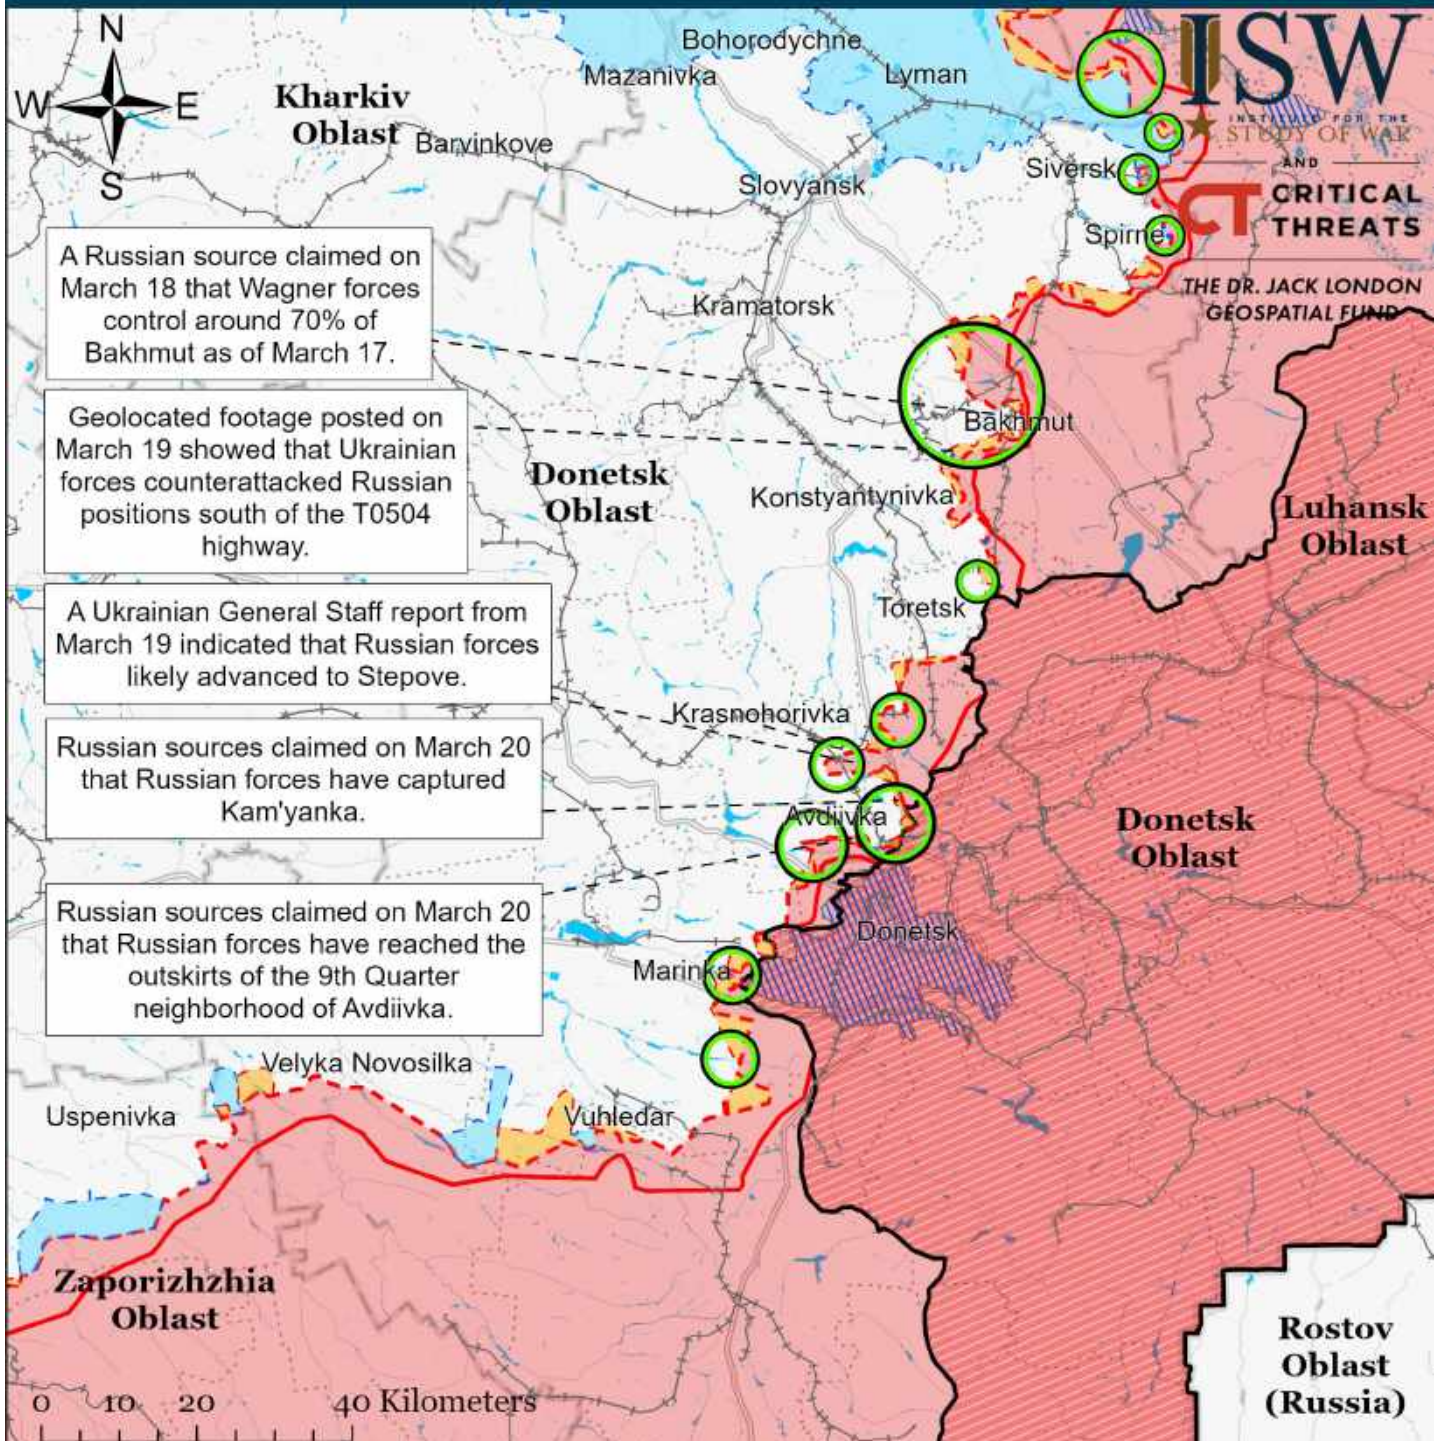 N
W
E
S
Kharkiv
Oblast
Bohorodychne
Mazanivka
Lyman
Barvinkove
Slovyansk
Siversk
Spirne
ISW
INSTITUTE FOR THE
STUDY OF WAR
AND
CT CRITICAL
THREATS
THE DR. JACK LONDON
GEOSPATIAL FUND
A Russian source claimed on
March 18 that Wagner forces
control around 70% of
Bakhmut as of March 17.
Kramatorsk
Bakhmut
Geolocated footage posted on
March 19 showed that Ukrainian
forces counterattacked Russian
positions south of the T0504
highway.
Donetsk
Oblast
Konstyantynivka
Luhansk
Oblast
Toretsk
A Ukrainian General Staff report from
March 19 indicated that Russian forces
likely advanced to Stepove.
Krasnohorivka
Russian sources claimed on March 20
that Russian forces have captured
Kam'yanka.
Avdiivka
Donetsk
Oblast
Russian sources claimed on March 20
that Russian forces have reached the
outskirts of the 9th Quarter
neighborhood of Avdiivka.
Donetsk
Marinka
Velyka Novosilka
Uspenivka
Vuhledar
Zaporizhzhia
Oblast
Rostov
Oblast
(Russia)
0 10 20 40 Kilometers